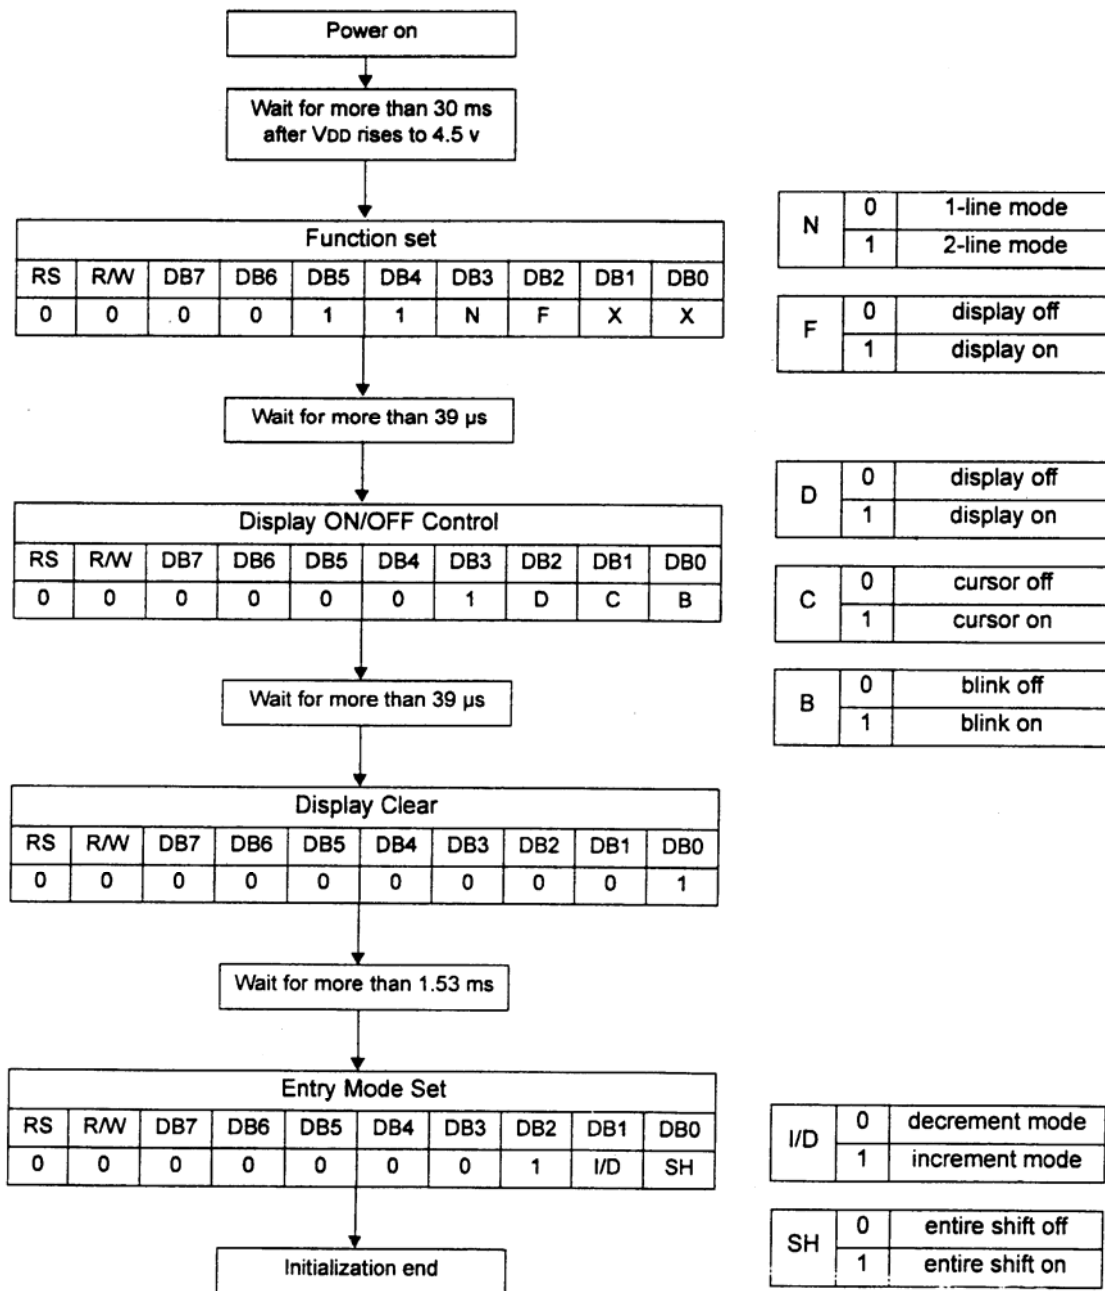 Power on
Wait for more than 30 ms
after VDD rises to 4.5 v
Function set
RS R/W DB7 DB6 DB5 DB4 DB3 DB2 DB1 DB0
0 0 0 0 1 1 N F X X
N 0 1-line mode
1 2-line mode
F 0 display off
1 display on
Wait for more than 39 µs
Display ON/OFF Control
RS R/W DB7 DB6 DB5 DB4 DB3 DB2 DB1 DB0
0 0 0 0 0 0 1 D C B
D 0 display off
1 display on
C 0 cursor off
1 cursor on
B 0 blink off
1 blink on
Wait for more than 39 µs
Display Clear
RS R/W DB7 DB6 DB5 DB4 DB3 DB2 DB1 DB0
0 0 0 0 0 0 0 0 0 1
Wait for more than 1.53 ms
Entry Mode Set
RS R/W DB7 DB6 DB5 DB4 DB3 DB2 DB1 DB0
0 0 0 0 0 0 0 1 I/D SH
I/D 0 decrement mode
1 increment mode
SH 0 entire shift off
1 entire shift on
Initialization end